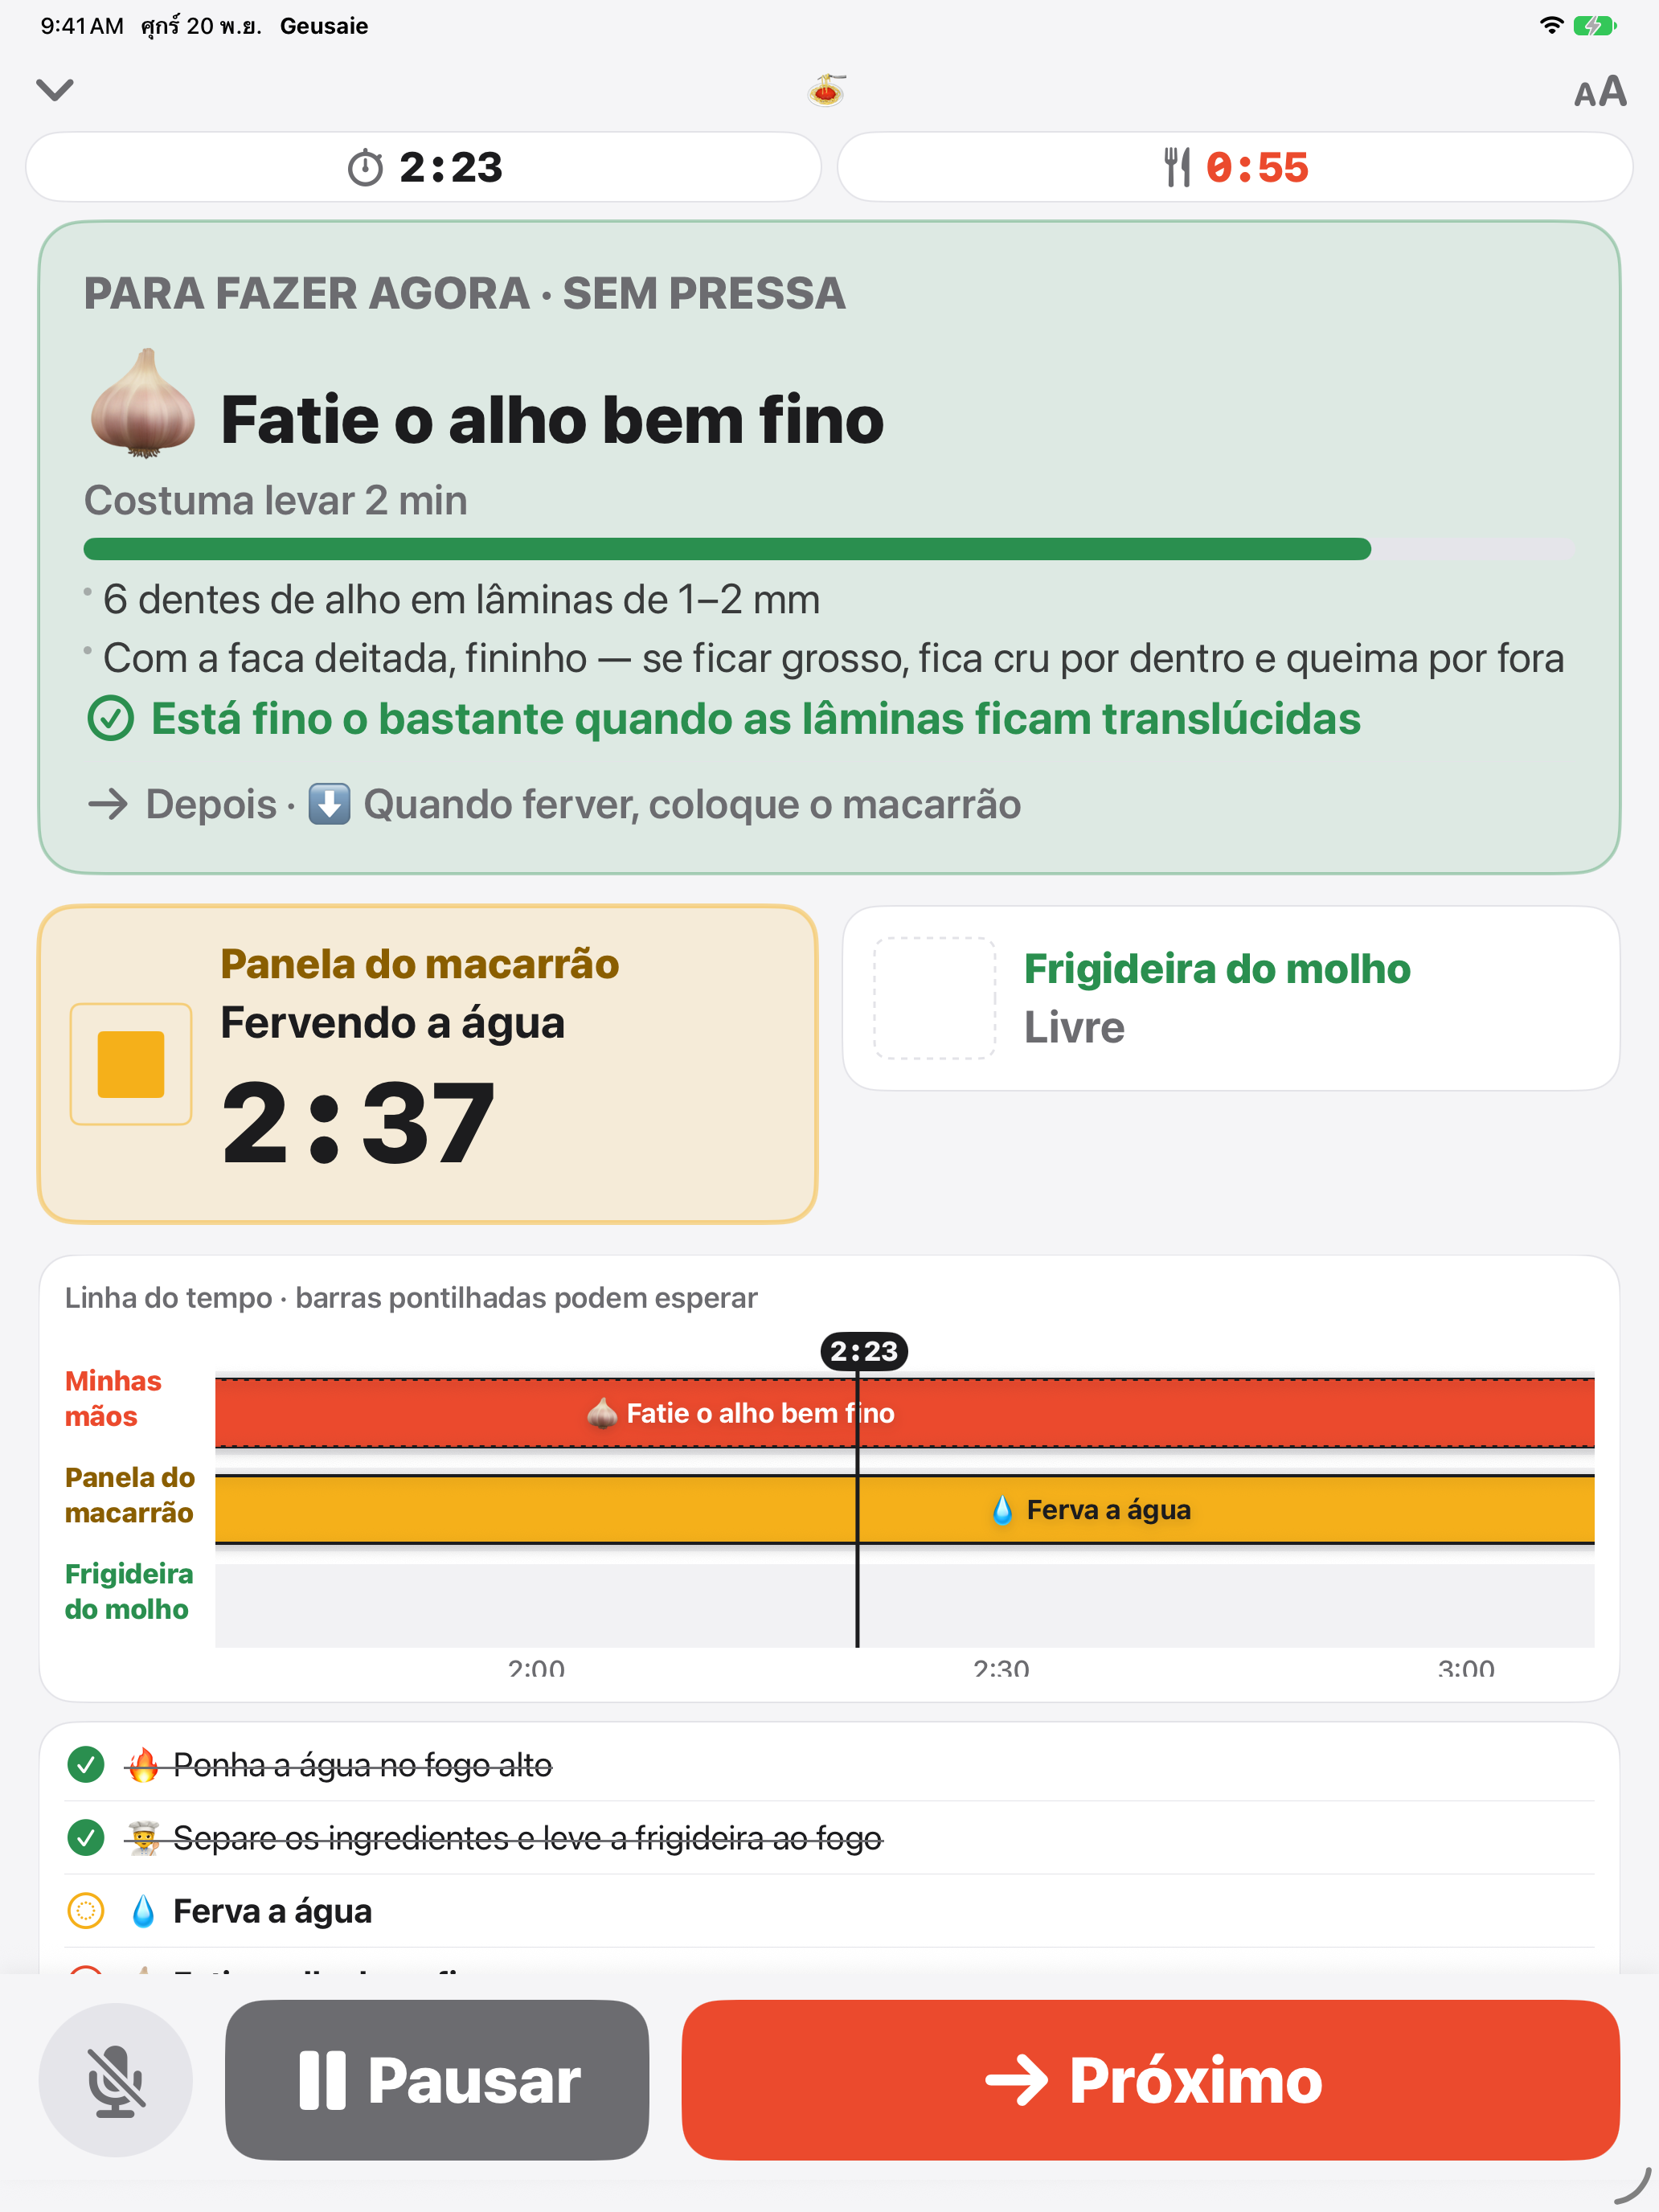 9:41 AM ศุกร์ 20 พ.ย. Geusaie
AA
2:23
0:55
PARA FAZER AGORA · SEM PRESSA
Fatie o alho bem fino
Costuma levar 2 min
• 6 dentes de alho em lâminas de 1–2 mm
• Com a faca deitada, fininho — se ficar grosso, fica cru por dentro e queima por fora
Está fino o bastante quando as lâminas ficam translúcidas
→ Depois · ⬇️ Quando ferver, coloque o macarrão
Panela do macarrão
Fervendo a água
2:37
Frigideira do molho
Livre
Linha do tempo · barras pontilhadas podem esperar
2:23
Minhas
mãos
Fatie o alho bem fino
Panela do
macarrão
Ferva a água
Frigideira
do molho
2:00
2:30
3:00
Ponha a água no fogo alto
Separe os ingredientes e leve a frigideira ao fogo
Ferva a água
Pausar
→ Próximo